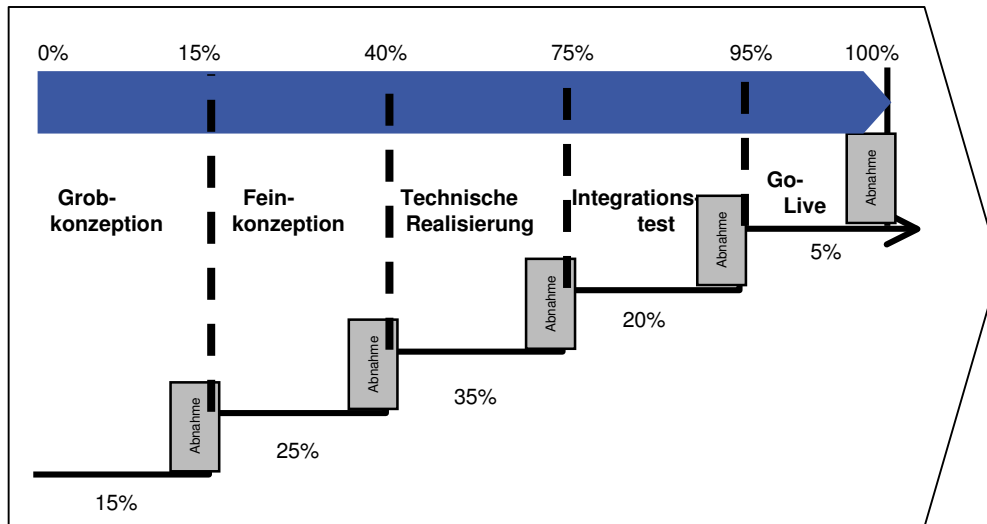 0%
15%
40%
75%
95%
100%
Grob-
konzeption
Fein-
konzeption
Technische
Realisierung
Integrations-
test
Go-
Live
Abnahme
Abnahme
Abnahme
Abnahme
Abnahme
15%
25%
35%
20%
5%